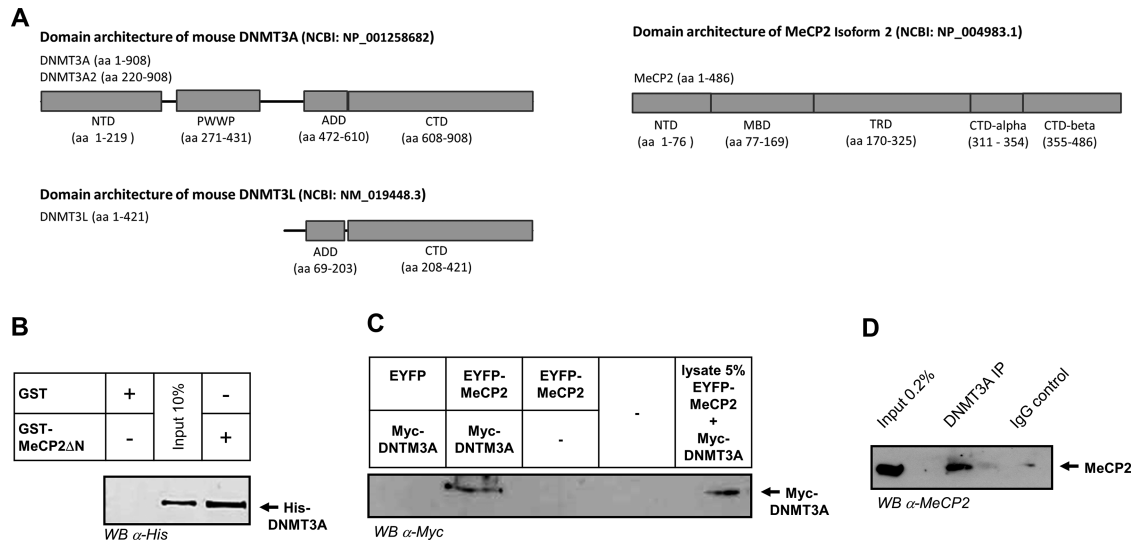 A
Domain architecture of mouse DNMT3A (NCBI: NP_001258682)
DNMT3A (aa 1-908)
DNMT3A2 (aa 220-908)
NTD
(aa 1-219 )
PWWP
(aa 271-431)
ADD
(aa 472-610)
CTD
(aa 608-908)
Domain architecture of MeCP2 Isoform 2 (NCBI: NP_004983.1)
MeCP2 (aa 1-486)
NTD
(aa 1-76 )
MBD
(aa 77-169)
TRD
(aa 170-325)
CTD-alpha
(311 - 354)
CTD-beta
(355-486)
Domain architecture of mouse DNMT3L (NCBI: NM_019448.3)
DNMT3L (aa 1-421)
ADD
(aa 69-203)
CTD
(aa 208-421)
B
GST
+
Input 10%
-
GST-
MeCP2ΔN
-
+
His-
DNMT3A
WB α-His
C
EYFP
EYFP-
MeCP2
EYFP-
MeCP2
-
lysate 5%
EYFP-
MeCP2
+
Myc-
DNMT3A
Myc-
DNTM3A
Myc-
DNTM3A
-
Myc-
DNMT3A
WB α-Myc
D
Input 0.2%
DNMT3A IP
IgG control
MeCP2
WB α-MeCP2